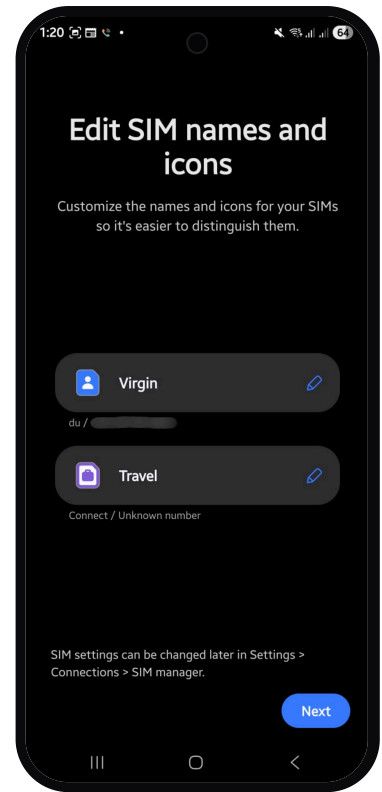 1:20 64
Edit SIM names and
icons
Customize the names and icons for your SIMs
so it's easier to distinguish them.
Virgin
du /
Travel
Connect / Unknown number
SIM settings can be changed later in Settings >
Connections > SIM manager.
Next